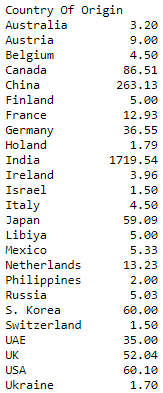 Country Of Origin
Australia 3.20
Austria 9.00
Belgium 4.50
Canada 86.51
China 263.13
Finland 5.00
France 12.93
Germany 36.55
Holand 1.79
India 1719.54
Ireland 3.96
Israel 1.50
Italy 4.50
Japan 59.09
Libiya 5.00
Mexico 5.33
Netherlands 13.23
Philippines 2.00
Russia 5.03
S. Korea 60.00
Switzerland 1.50
UAE 35.00
UK 52.04
USA 60.10
Ukraine 1.70